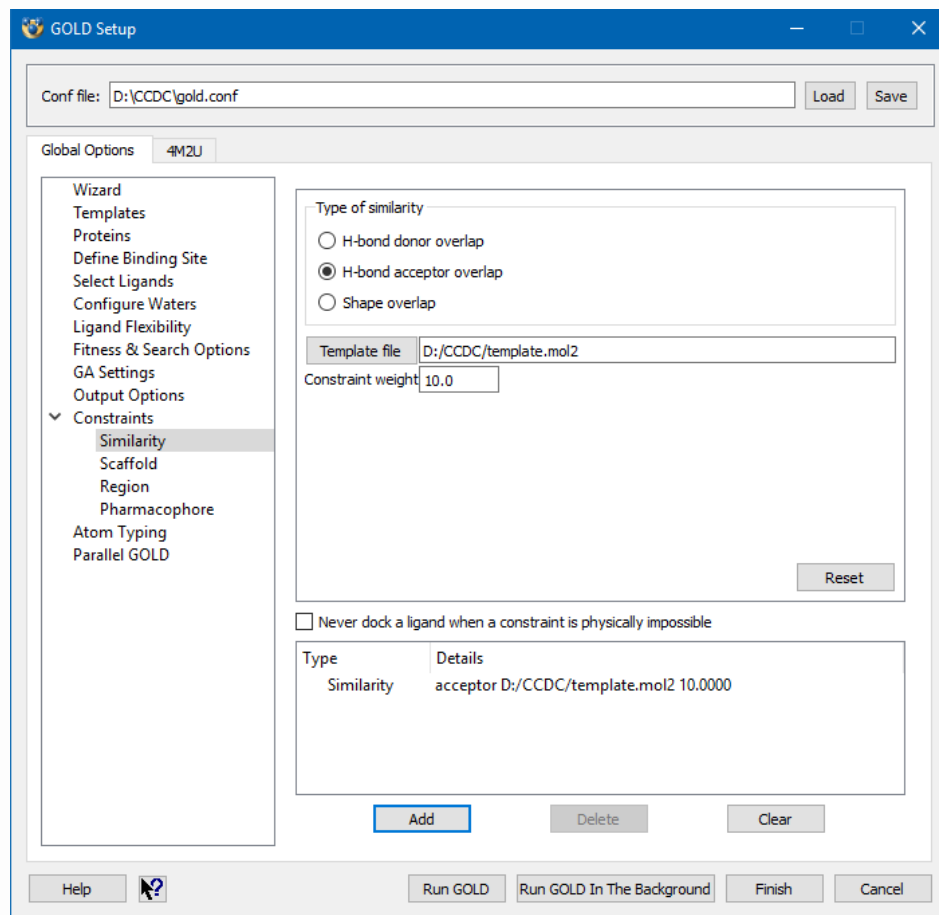 GOLD Setup
Conf file: D:\CCDC\gold.conf Load Save
Global Options 4M2U
Wizard
Templates
Proteins
Define Binding Site
Select Ligands
Configure Waters
Ligand Flexibility
Fitness & Search Options
GA Settings
Output Options
Constraints
Similarity
Scaffold
Region
Pharmacophore
Atom Typing
Parallel GOLD
Type of similarity
H-bond donor overlap
H-bond acceptor overlap
Shape overlap
Template file D:/CCDC/template.mol2
Constraint weight 10.0
Reset
Never dock a ligand when a constraint is physically impossible
Type Details
Similarity acceptor D:/CCDC/template.mol2 10.0000
Add Delete Clear
Help ? Run GOLD Run GOLD In The Background Finish Cancel